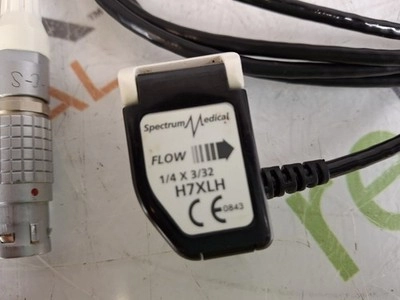 Spectrum Medical
FLOW
1/4 X 3/32
H7XLH
CE 0843